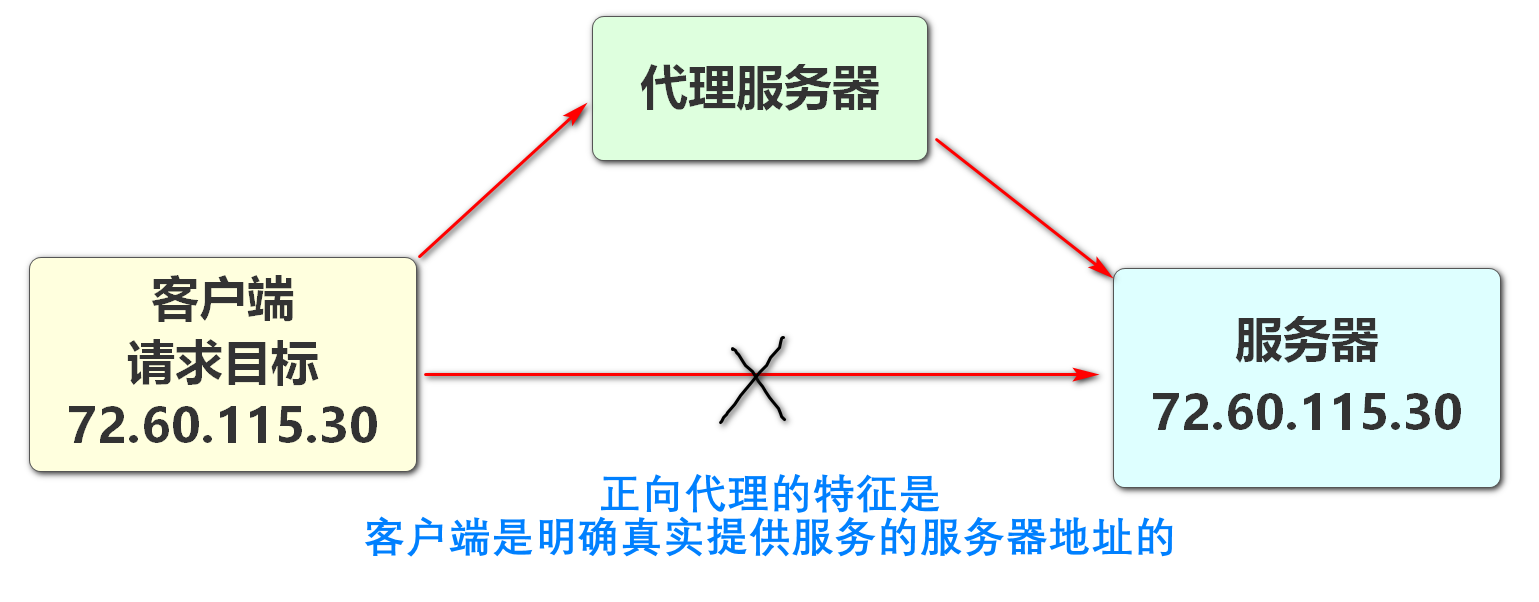 代理服务器
客户端
请求目标
72.60.115.30
服务器
72.60.115.30
正向代理的特征是
客户端是明确真实提供服务的服务器地址的